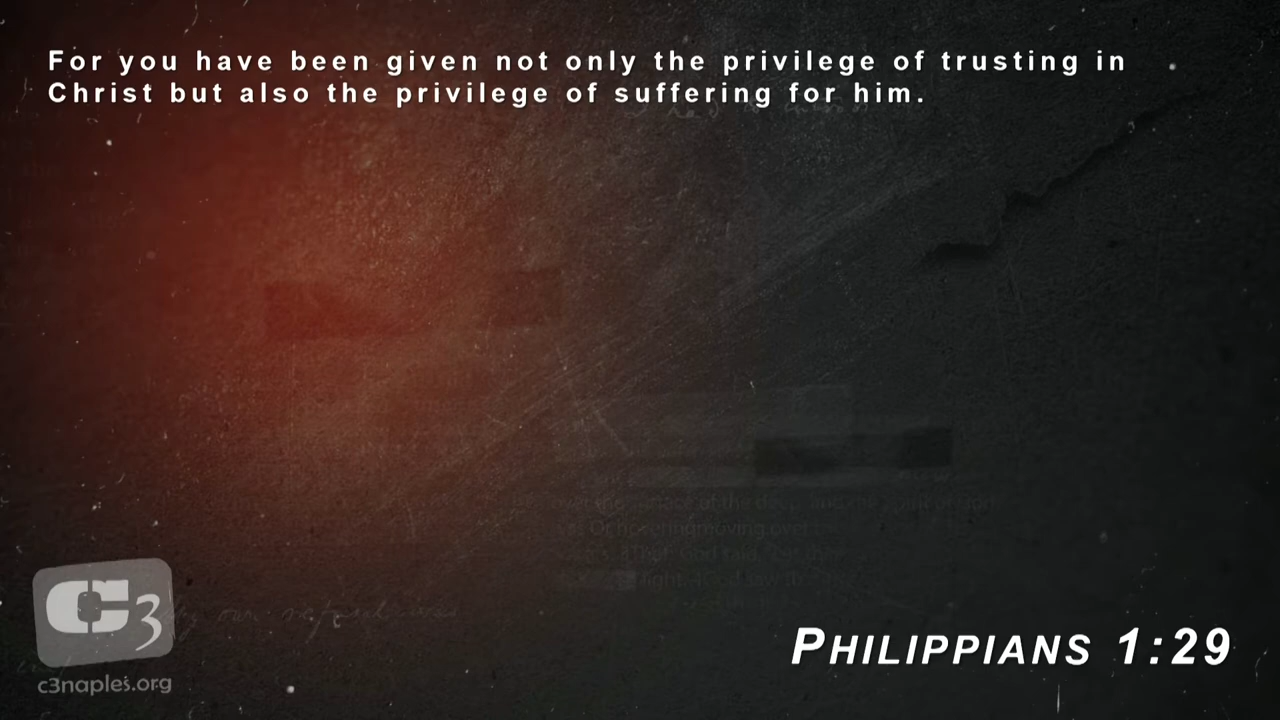 For you have been given not only the privilege of trusting in
Christ but also the privilege of suffering for him.
light
C3
c3naples.org
PHILIPPIANS 1:29